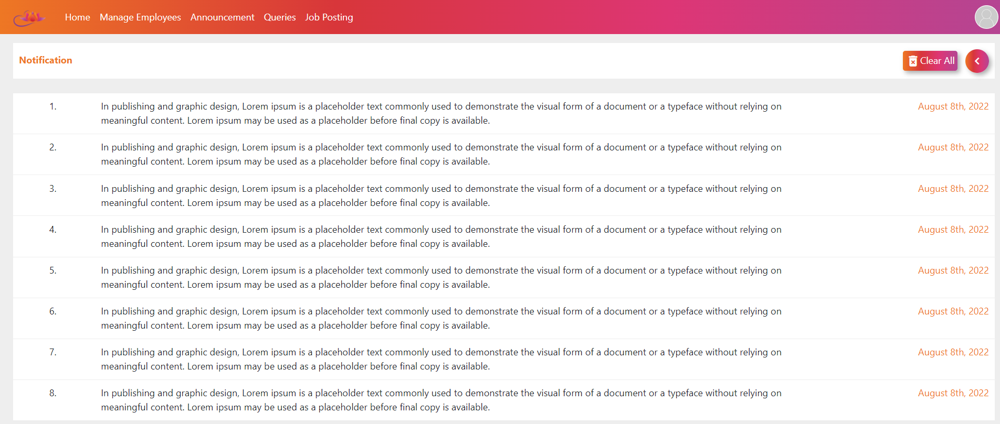 Home Manage Employees Announcement Queries Job Posting
Notification
Clear All
1. In publishing and graphic design, Lorem ipsum is a placeholder text commonly used to demonstrate the visual form of a document or a typeface without relying on August 8th, 2022
meaningful content. Lorem ipsum may be used as a placeholder before final copy is available.
2. In publishing and graphic design, Lorem ipsum is a placeholder text commonly used to demonstrate the visual form of a document or a typeface without relying on August 8th, 2022
meaningful content. Lorem ipsum may be used as a placeholder before final copy is available.
3. In publishing and graphic design, Lorem ipsum is a placeholder text commonly used to demonstrate the visual form of a document or a typeface without relying on August 8th, 2022
meaningful content. Lorem ipsum may be used as a placeholder before final copy is available.
4. In publishing and graphic design, Lorem ipsum is a placeholder text commonly used to demonstrate the visual form of a document or a typeface without relying on August 8th, 2022
meaningful content. Lorem ipsum may be used as a placeholder before final copy is available.
5. In publishing and graphic design, Lorem ipsum is a placeholder text commonly used to demonstrate the visual form of a document or a typeface without relying on August 8th, 2022
meaningful content. Lorem ipsum may be used as a placeholder before final copy is available.
6. In publishing and graphic design, Lorem ipsum is a placeholder text commonly used to demonstrate the visual form of a document or a typeface without relying on August 8th, 2022
meaningful content. Lorem ipsum may be used as a placeholder before final copy is available.
7. In publishing and graphic design, Lorem ipsum is a placeholder text commonly used to demonstrate the visual form of a document or a typeface without relying on August 8th, 2022
meaningful content. Lorem ipsum may be used as a placeholder before final copy is available.
8. In publishing and graphic design, Lorem ipsum is a placeholder text commonly used to demonstrate the visual form of a document or a typeface without relying on August 8th, 2022
meaningful content. Lorem ipsum may be used as a placeholder before final copy is available.